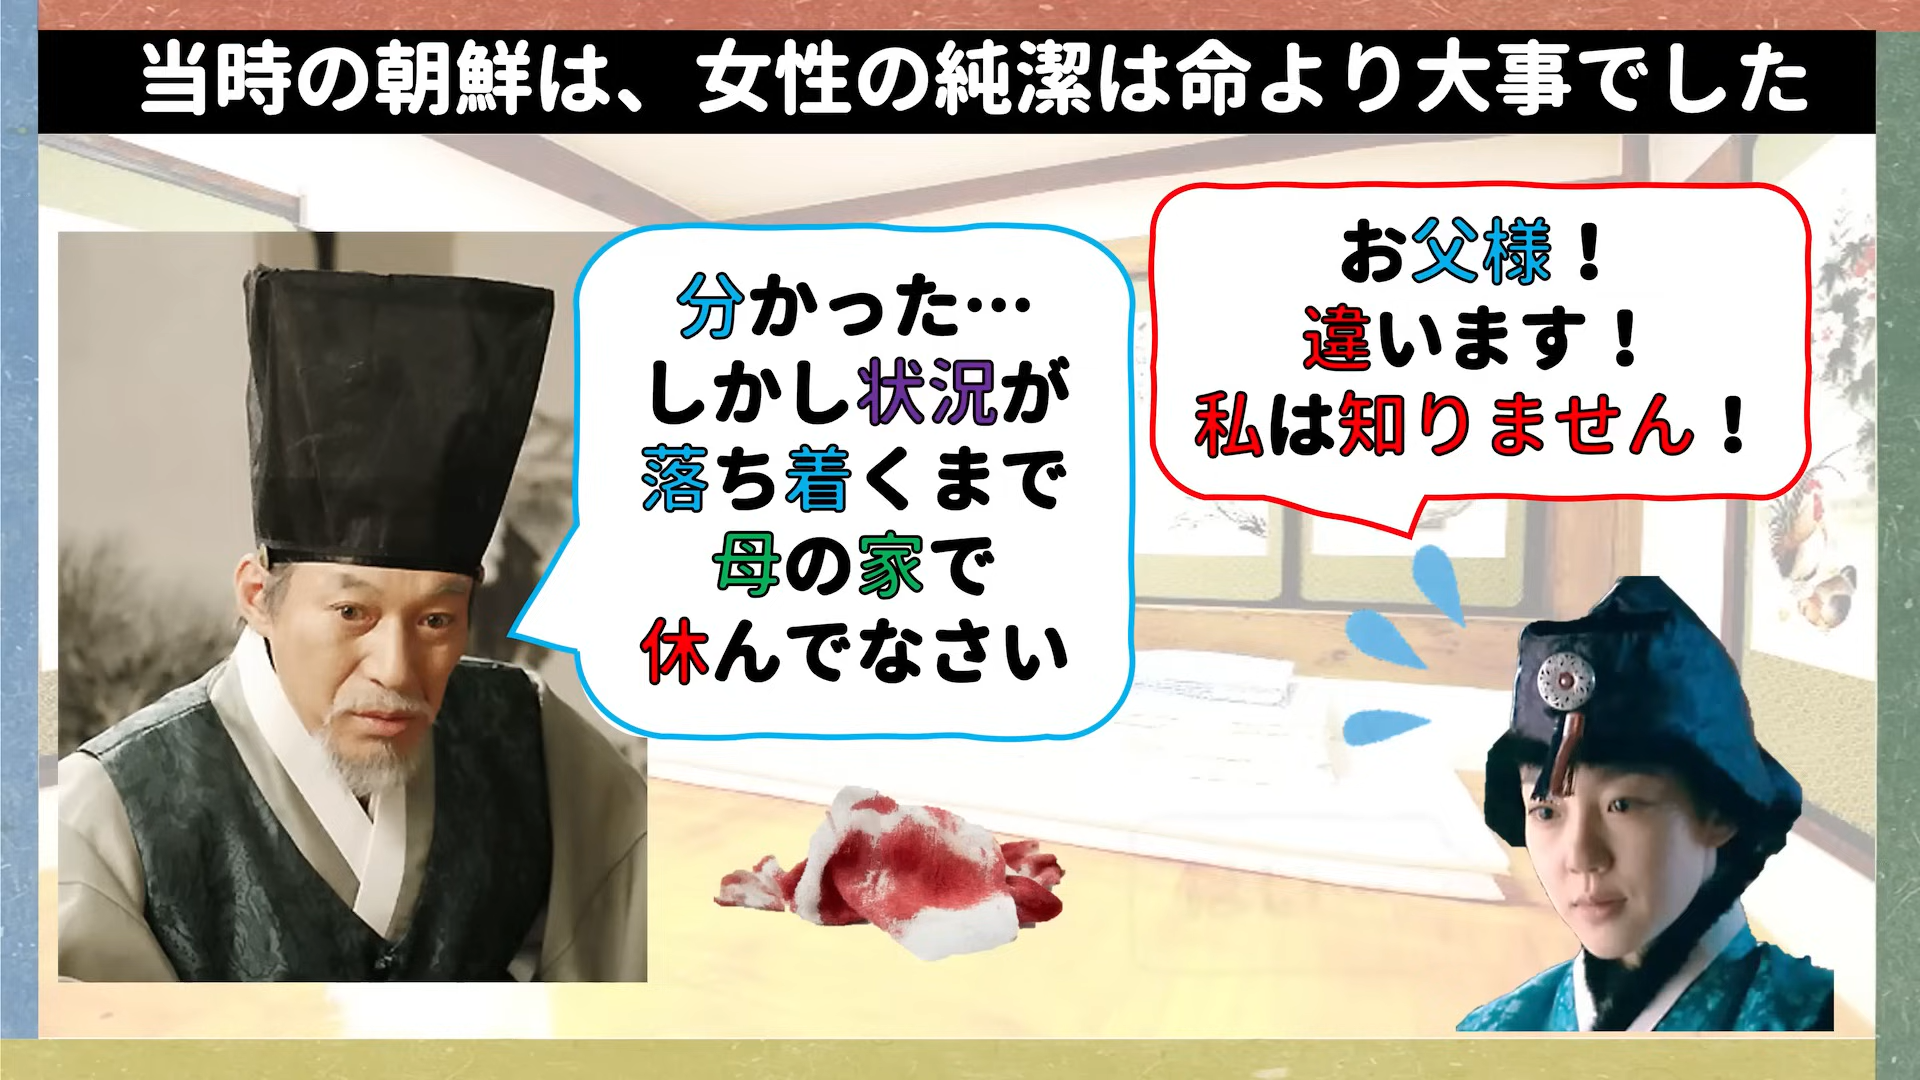 当時の朝鮮は、女性の純潔は命より大事でした
分かった…
しかし状況が
落ち着くまで
母の家で
休んでなさい
お父様！
違います！
私は知りません！